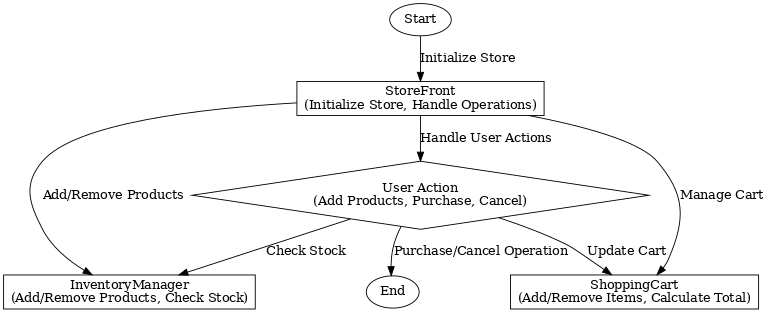 Start
Initialize Store
StoreFront
(Initialize Store, Handle Operations)
Handle User Actions
Add/Remove Products
User Action
(Add Products, Purchase, Cancel)
Manage Cart
Check Stock
Purchase/Cancel Operation
Update Cart
InventoryManager
(Add/Remove Products, Check Stock)
End
ShoppingCart
(Add/Remove Items, Calculate Total)